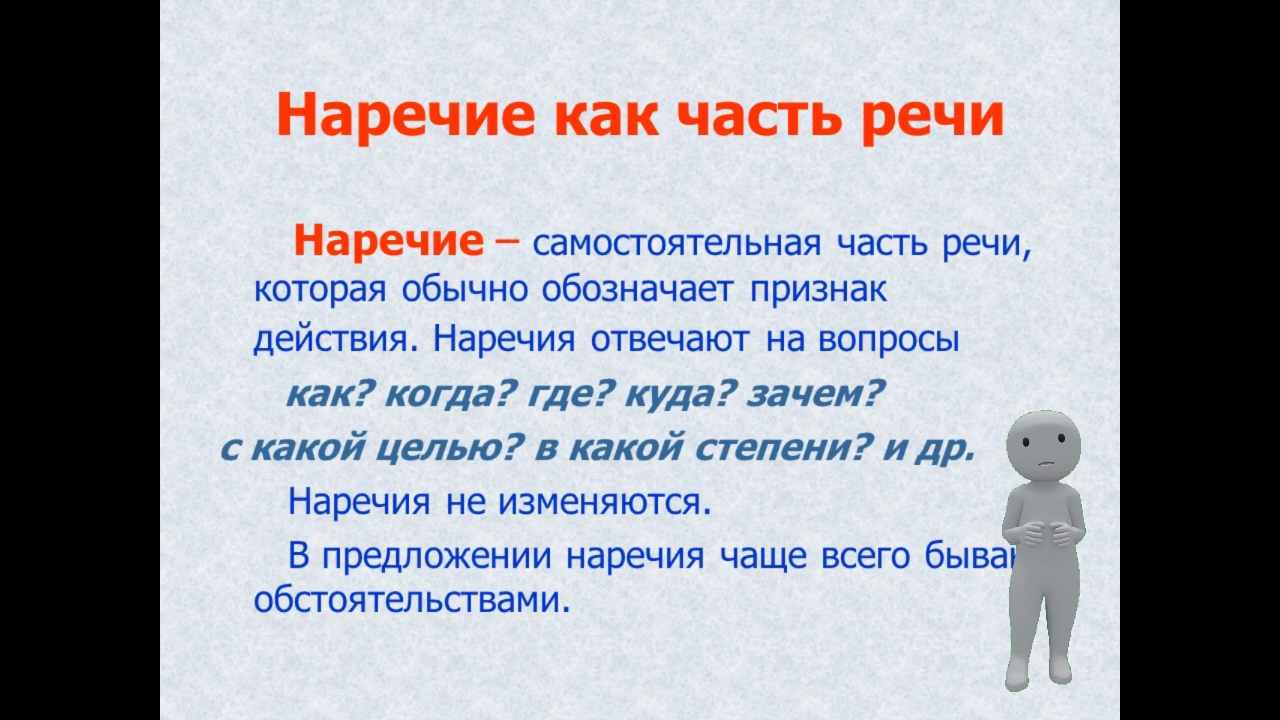 Наречие как часть речи
Наречие – самостоятельная часть речи,
которая обычно обозначает признак
действия. Наречия отвечают на вопросы
как? когда? где? куда? зачем?
с какой целью? в какой степени? и др.
Наречия не изменяются.
В предложении наречия чаще всего
обстоятельствами.